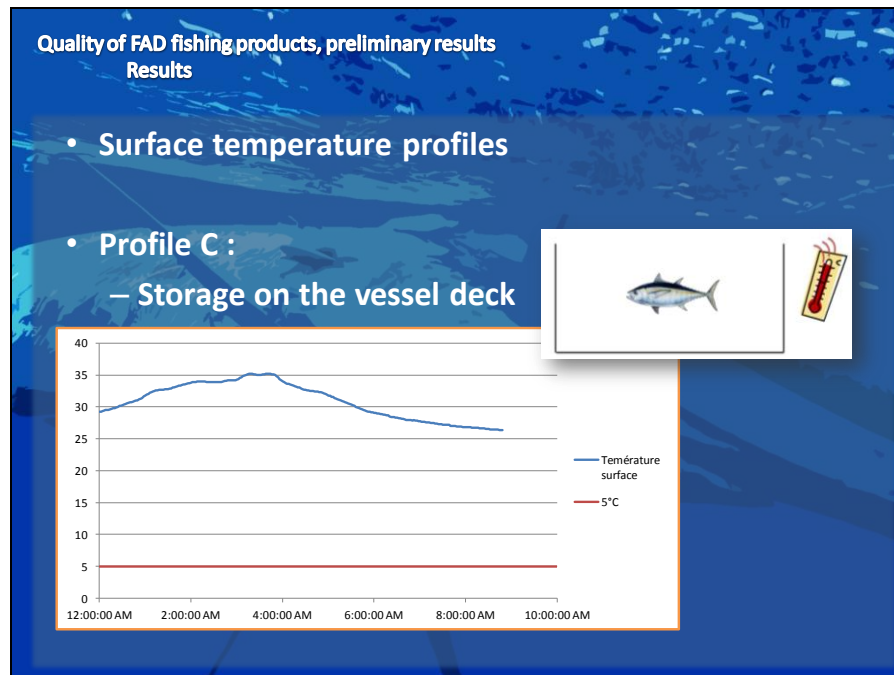 Quality of FAD fishing products, preliminary results
Results
• Surface temperature profiles
• Profile C :
– Storage on the vessel deck
°C
40
35
30
25
20
15
10
5
0
12:00:00 AM 2:00:00 AM 4:00:00 AM 6:00:00 AM 8:00:00 AM 10:00:00 AM
Temérature
surface
5°C